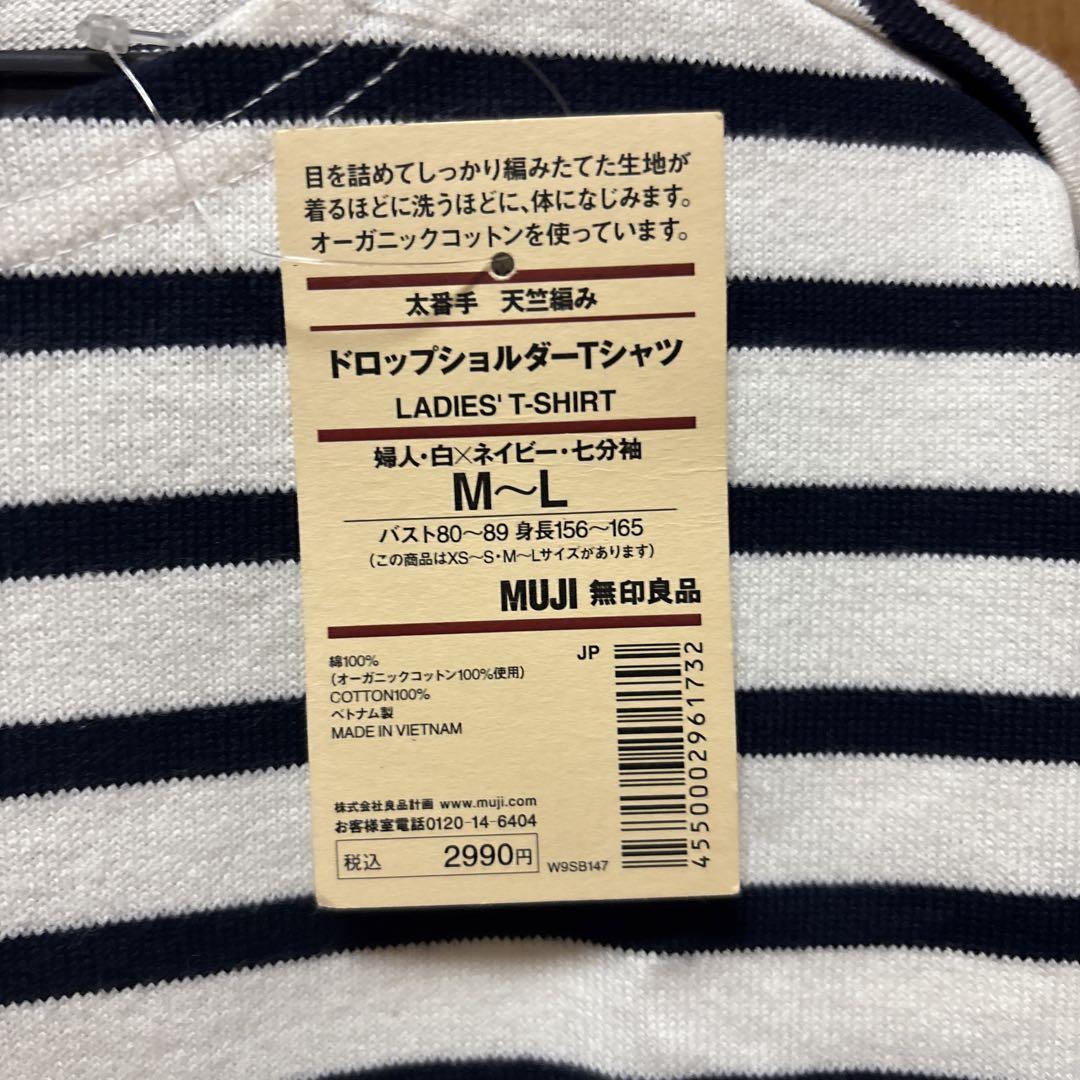 目を詰めてしっかり編みたてた生地が
着るほどに洗うほどに、体になじみます。
オーガニックコットンを使っています。
太番手 天竺編み
ドロップショルダーTシャツ
LADIES' T-SHIRT
婦人・白×ネイビー・七分袖
M〜L
バスト80〜89 身長156〜165
(この商品はXS〜S・M〜Lサイズがあります)
MUJI 無印良品
綿100%
(オーガニックコットン100%使用)
COTTON100%
ベトナム製
MADE IN VIETNAM
JP
4550002961732
株式会社良品計画 www.muji.com
お客様室電話0120-14-6404
税込 2990円
W9SB147